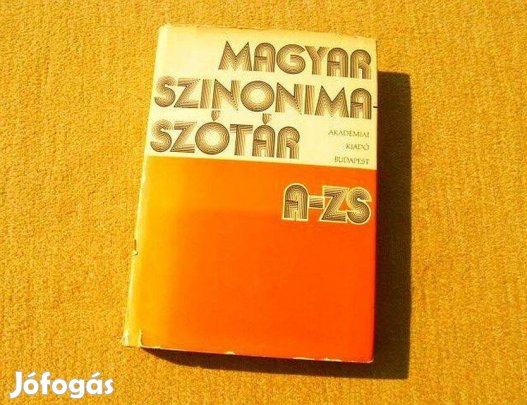 MAGYAR
SZINONIMA-
SZÓTÁR
AKADÉMIAI
KIADÓ
BUDAPEST
A-ZS
Jófogás